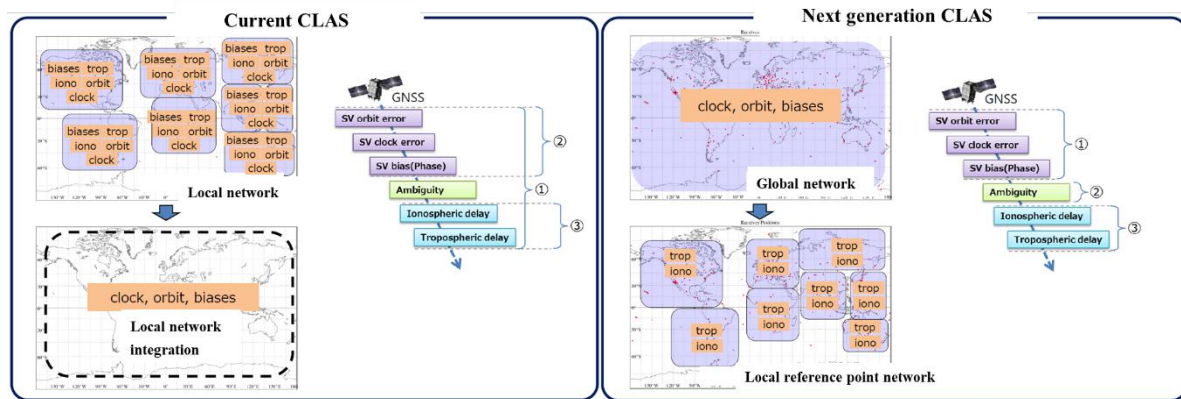 Current CLAS
biases trop
iono orbit
clock
biases trop
iono orbit
clock
biases trop
iono orbit
clock
biases trop
iono orbit
clock
biases trop
iono orbit
clock
biases trop
iono orbit
clock
biases trop
iono orbit
clock
Local network
clock, orbit, biases
Local network
integration
GNSS
SV orbit error
SV clock error
SV bias(Phase)
Ambiguity
Ionospheric delay
Tropospheric delay
②
①
③
Next generation CLAS
clock, orbit, biases
Global network
Receiver Positions
trop
iono
trop
iono
trop
iono
trop
iono
trop
iono
trop
iono
trop
iono
trop
iono
Local reference point network
GNSS
SV orbit error
SV clock error
SV bias(Phase)
Ambiguity
Ionospheric delay
Tropospheric delay
①
②
③